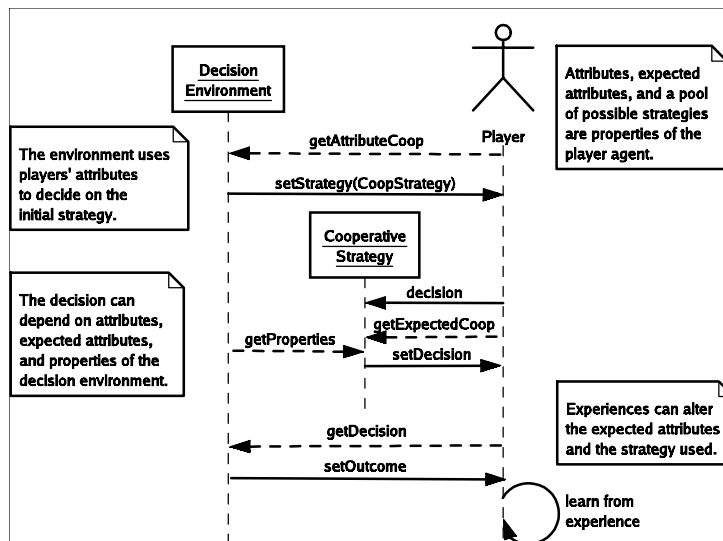 Decision
Environment
Attributes, expected
attributes, and a pool
of possible strategies
are properties of the
player agent.
Player
getAttributeCoop
The environment uses
players' attributes
to decide on the
initial strategy.
setStrategy(CoopStrategy)
Cooperative
Strategy
The decision can
depend on attributes,
expected attributes,
and properties of the
decision environment.
decision
getExpectedCoop
getProperties
setDecision
Experiences can alter
the expected attributes
and the strategy used.
getDecision
setOutcome
learn from
experience